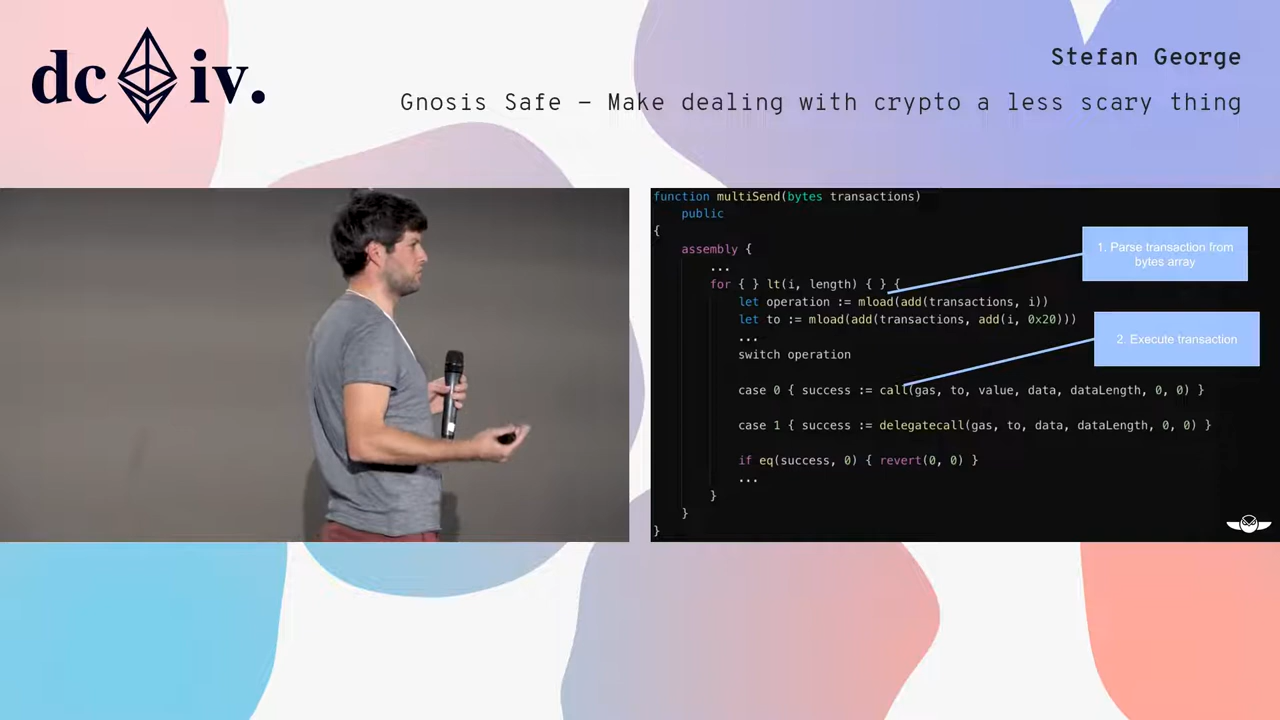 dc iv.
Stefan George
Gnosis Safe – Make dealing with crypto a less scary thing
function multiSend(bytes transactions)
public
{
assembly {
...
for { } lt(i, length) { } {
let operation := mload(add(transactions, i))
let to := mload(add(transactions, add(i, 0x20)))
...
switch operation
case 0 { success := call(gas, to, value, data, dataLength, 0, 0) }
case 1 { success := delegatecall(gas, to, data, dataLength, 0, 0) }
if eq(success, 0) { revert(0, 0) }
...
}
}
}
1. Parse transaction from
bytes array
2. Execute transaction